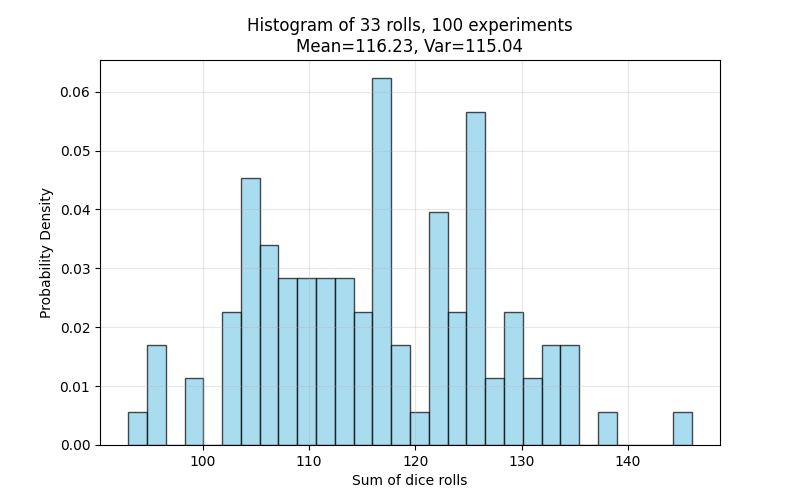 Histogram of 33 rolls, 100 experiments
Mean=116.23, Var=115.04
Probability Density
0.06
0.05
0.04
0.03
0.02
0.01
0.00
100 110 120 130 140
Sum of dice rolls